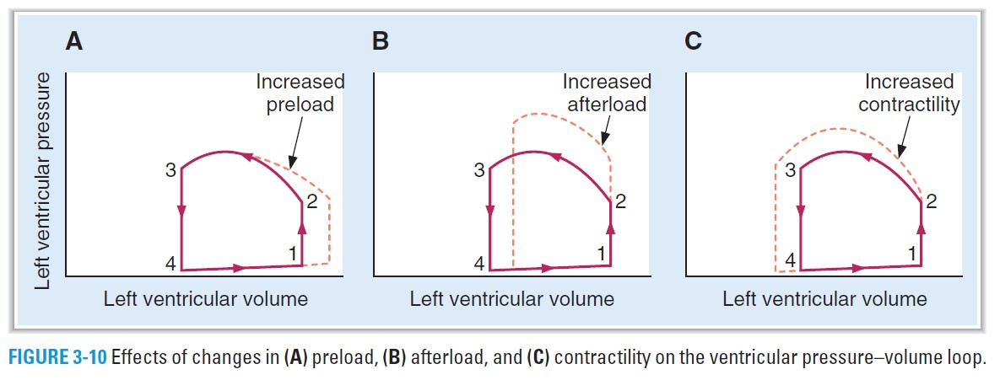 A
B
C
Left ventricular pressure
Increased
preload
3
2
1
4
Left ventricular volume
Increased
afterload
3
2
1
4
Left ventricular volume
Increased
contractility
3
2
1
4
Left ventricular volume
FIGURE 3-10 Effects of changes in (A) preload, (B) afterload, and (C) contractility on the ventricular pressure–volume loop.